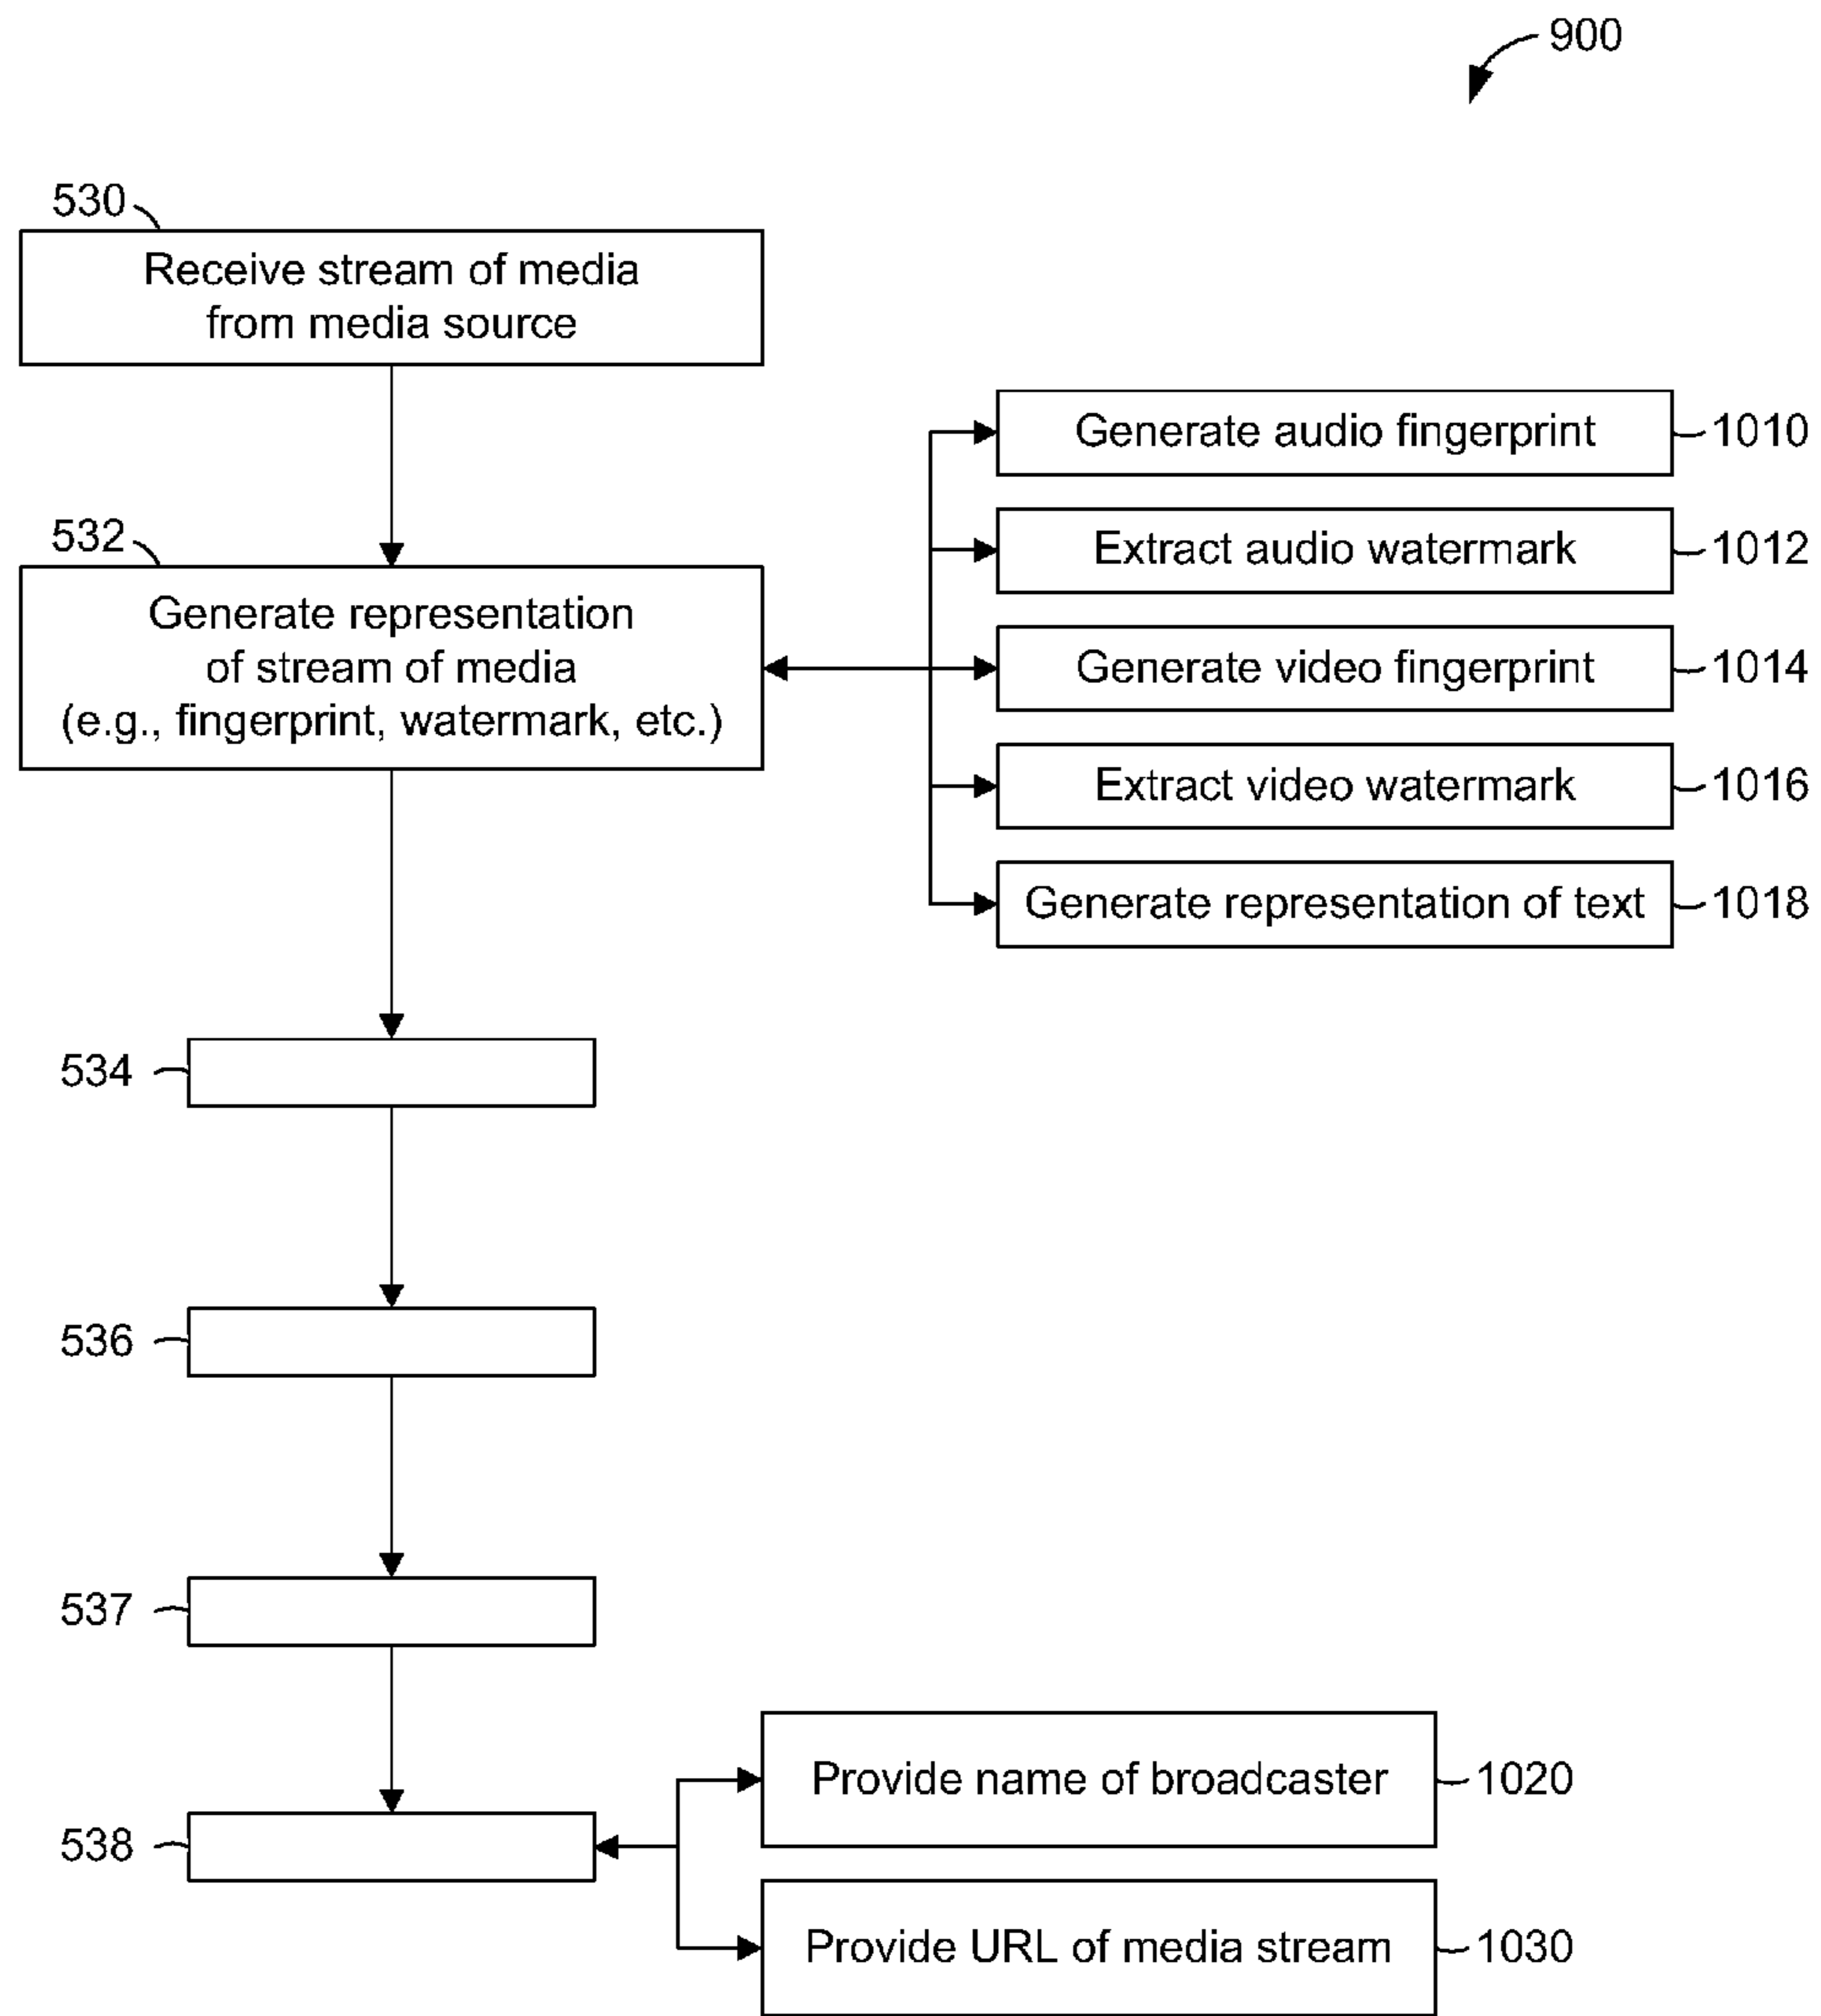 900
530
Receive stream of media
from media source
532
Generate representation
of stream of media
(e.g., fingerprint, watermark, etc.)
Generate audio fingerprint
1010
Extract audio watermark
1012
Generate video fingerprint
1014
Extract video watermark
1016
Generate representation of text
1018
534
536
537
538
Provide name of broadcaster
1020
Provide URL of media stream
1030